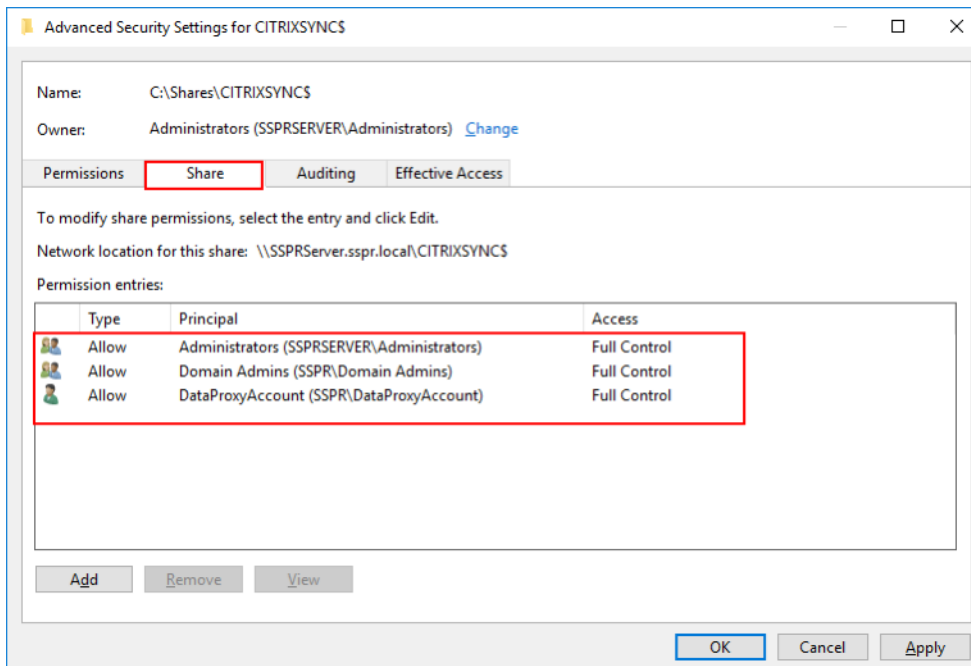 Advanced Security Settings for CITRIXSYNC$
Name: C:\Shares\CITRIXSYNC$
Owner: Administrators (SSPRSERVER\Administrators) Change
Permissions Share Auditing Effective Access
To modify share permissions, select the entry and click Edit.
Network location for this share: \\SSPRServer.sspr.local\CITRIXSYNC$
Permission entries:
Type Principal Access
Allow Administrators (SSPRSERVER\Administrators) Full Control
Allow Domain Admins (SSPR\Domain Admins) Full Control
Allow DataProxyAccount (SSPR\DataProxyAccount) Full Control
Add Remove View
OK Cancel Apply